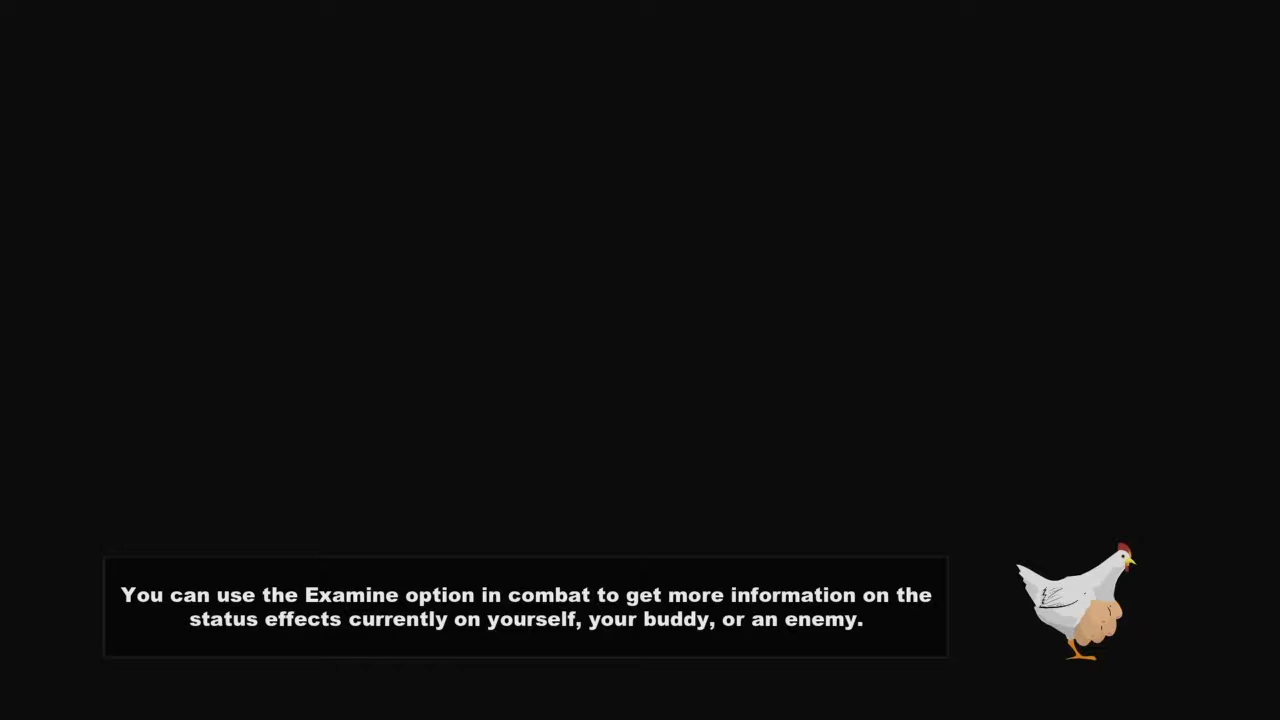 You can use the Examine option in combat to get more information on the
status effects currently on yourself, your buddy, or an enemy.